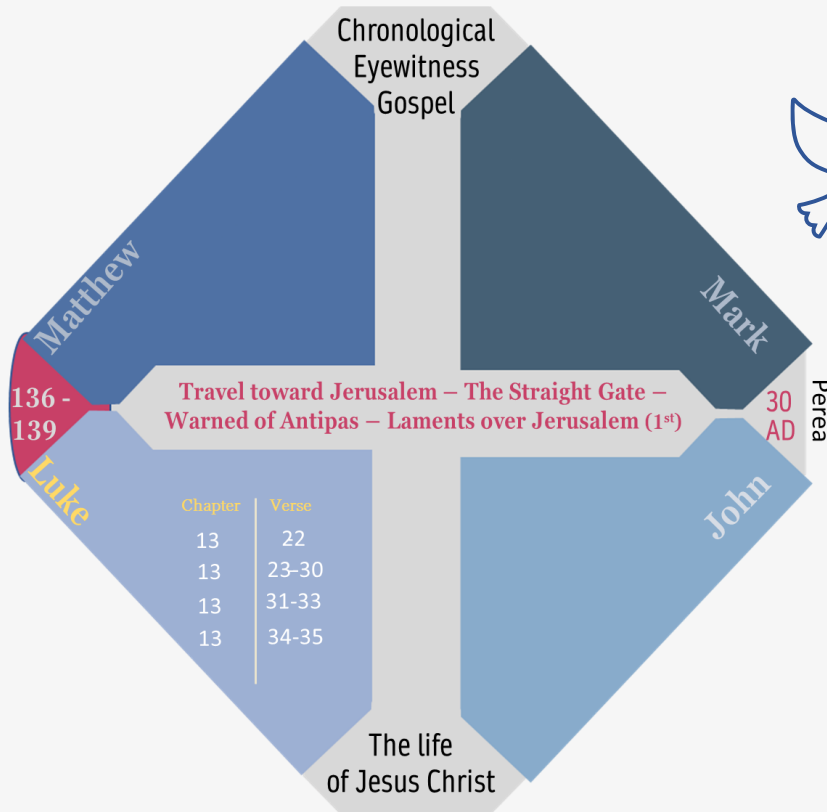 Chronological
Eyewitness
Gospel
Matthew
Mark
136 -
139
Travel toward Jerusalem – The Straight Gate –
Warned of Antipas – Laments over Jerusalem (1st)
30
AD
Perea
Luke
John
Chapter Verse
13 22
13 23-30
13 31-33
13 34-35
The life
of Jesus Christ